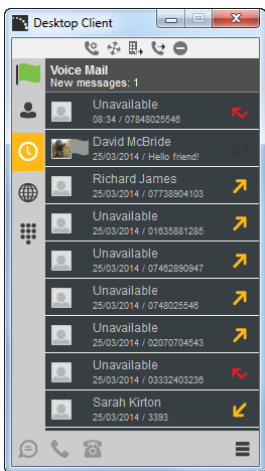 Desktop Client
Voice Mail
New messages: 1
Unavailable
08:34 / 07848025546
David McBride
25/03/2014 / Hello friend!
Richard James
25/03/2014 / 07738904103
Unavailable
25/03/2014 / 01635881285
Unavailable
25/03/2014 / 07462890947
Unavailable
25/03/2014 / 0748025546
Unavailable
25/03/2014 / 02070704543
Unavailable
25/03/2014 / 03332403236
Sarah Kirton
25/03/2014 / 3393